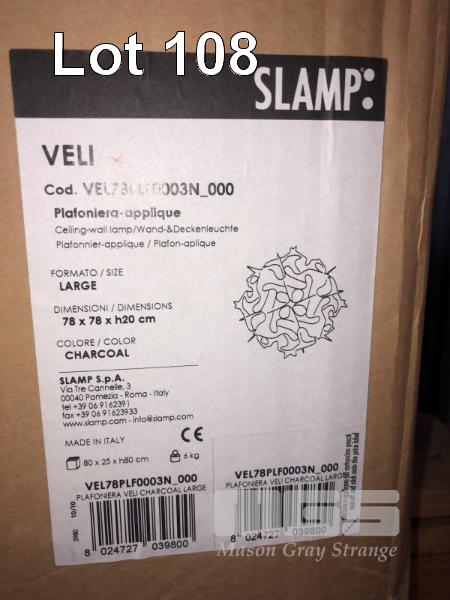 Lot 108
SLAMP:
VELI
Cod. VEL78PLF0003N_000
Plafoniera-applique
Ceiling-wall lamp/Wand-&Deckenleuchte
Plafonnier-applique / Plafon-aplique
FORMATO / SIZE
LARGE
DIMENSIONI / DIMENSIONS
78 x 78 x h20 cm
COLORE / COLOR
CHARCOAL
SLAMP S.p.A.
Via Tre Cannelle, 3
00040 Pomezia - Roma - Italy
tel +39 06 9162391
fax +39 06 91623933
www.slamp.com - info@slamp.com
MADE IN ITALY
CE
80 x 25 x h80 cm
6 kg
VEL78PLF0003N_000
PLAFONIERA VELI CHARCOAL LARGE
8 024727 039800
3980 10/10
VEL78PLF0003N_000
PLAFONIERA VELI CHARCOAL LARGE
8 024727 039800
MGS
Mason Gray Strange